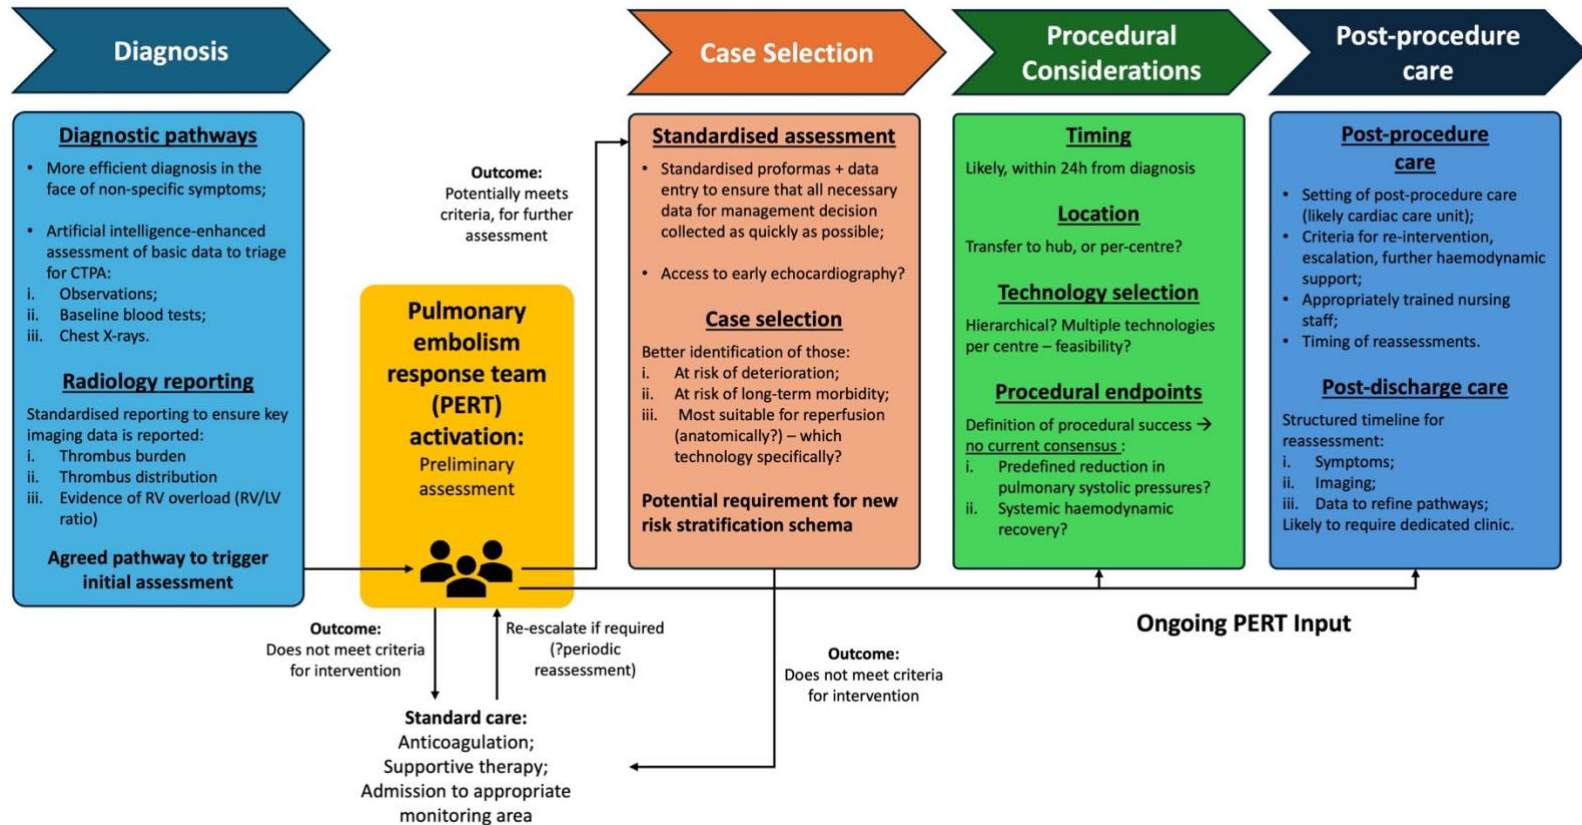 Diagnosis
Case Selection
Procedural
Considerations
Post-procedure
care
Diagnostic pathways
• More efficient diagnosis in the
face of non-specific symptoms;
• Artificial intelligence-enhanced
assessment of basic data to triage
for CTPA:
i. Observations;
ii. Baseline blood tests;
iii. Chest X-rays.
Radiology reporting
Standardised reporting to ensure key
imaging data is reported:
i. Thrombus burden
ii. Thrombus distribution
iii. Evidence of RV overload (RV/LV
ratio)
Agreed pathway to trigger
initial assessment
Pulmonary
embolism
response team
(PERT)
activation:
Preliminary
assessment
Outcome:
Potentially meets
criteria, for further
assessment
Outcome:
Does not meet criteria
for intervention
Re-escalate if required
(?periodic
reassessment)
Standard care:
Anticoagulation;
Supportive therapy;
Admission to appropriate
monitoring area
Standardised assessment
• Standardised proformas + data
entry to ensure that all necessary
data for management decision
collected as quickly as possible;
• Access to early echocardiography?
Case selection
Better identification of those:
i. At risk of deterioration;
ii. At risk of long-term morbidity;
iii. Most suitable for reperfusion
(anatomically?) – which
technology specifically?
Potential requirement for new
risk stratification schema
Outcome:
Does not meet criteria
for intervention
Timing
Likely, within 24h from diagnosis
Location
Transfer to hub, or per-centre?
Technology selection
Hierarchical? Multiple technologies
per centre – feasibility?
Procedural endpoints
Definition of procedural success →
no current consensus :
i. Predefined reduction in
pulmonary systolic pressures?
ii. Systemic haemodynamic
recovery?
Post-procedure
care
• Setting of post-procedure care
(likely cardiac care unit);
• Criteria for re-intervention,
escalation, further haemodynamic
support;
• Appropriately trained nursing
staff;
• Timing of reassessments.
Post-discharge care
Structured timeline for
reassessment:
i. Symptoms;
ii. Imaging;
iii. Data to refine pathways;
Likely to require dedicated clinic.
Ongoing PERT Input